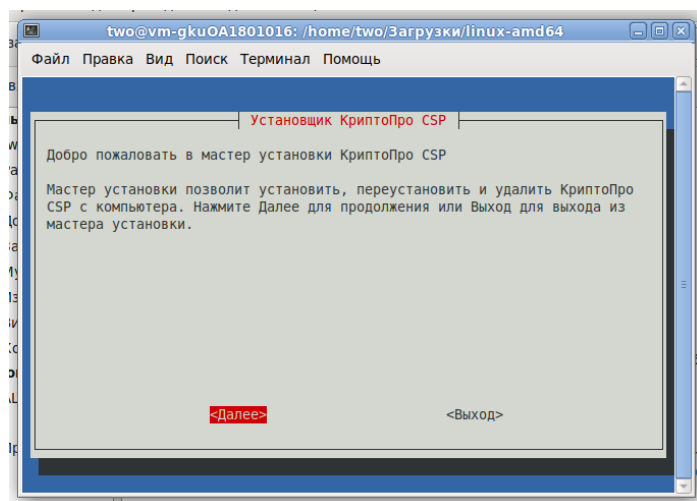 two@vm-gkuOA1801016: /home/two/Загрузки/linux-amd64
Файл Правка Вид Поиск Терминал Помощь
Установщик КриптоПро CSP
Добро пожаловать в мастер установки КриптоПро CSP
Мастер установки позволит установить, переустановить и удалить КриптоПро
CSP с компьютера. Нажмите Далее для продолжения или Выход для выхода из
мастера установки.
<Далее> <Выход>